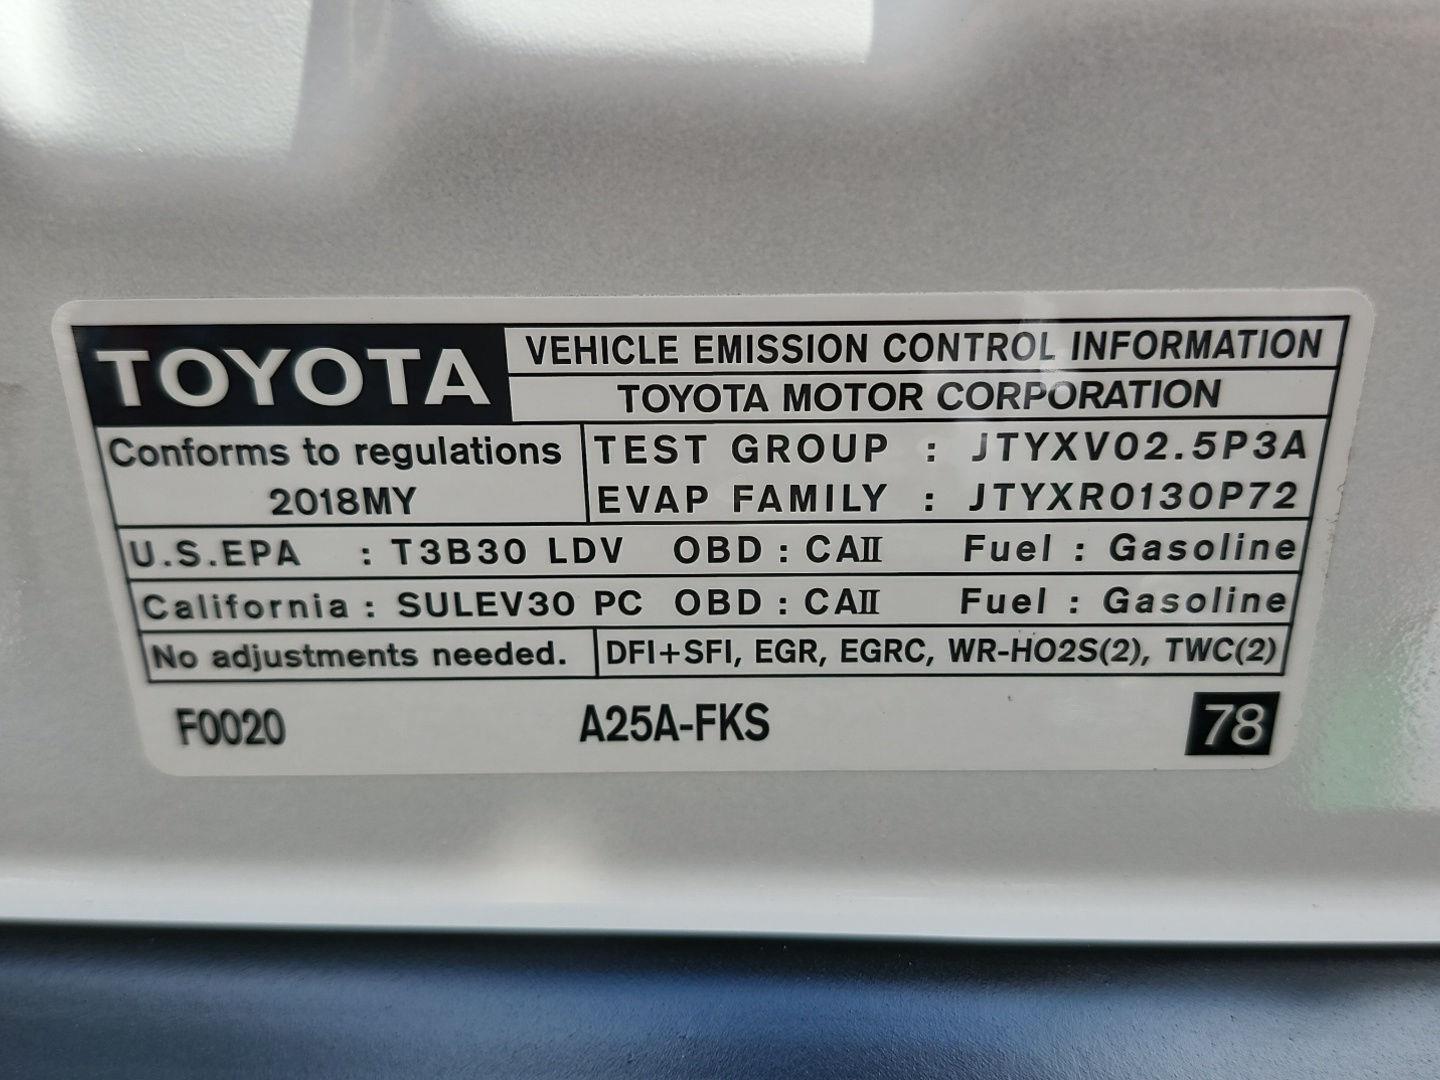 TOYOTA
VEHICLE EMISSION CONTROL INFORMATION
TOYOTA MOTOR CORPORATION
Conforms to regulations
2018MY
TEST GROUP : JTYXV02.5P3A
EVAP FAMILY : JTYXR0130P72
U.S.EPA : T3B30 LDV OBD : CAII Fuel : Gasoline
California : SULEV30 PC OBD : CAII Fuel : Gasoline
No adjustments needed. DFI+SFI, EGR, EGRC, WR-HO2S(2), TWC(2)
F0020 A25A-FKS 78